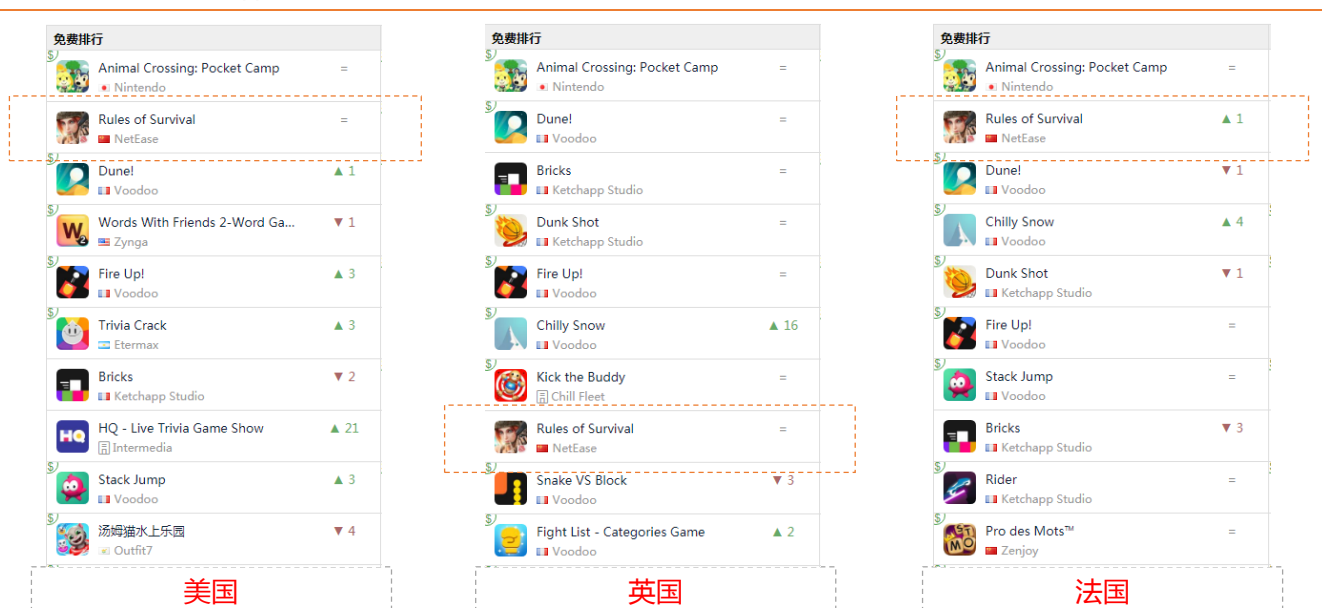 免费排行
Animal Crossing: Pocket Camp =
Nintendo
Rules of Survival =
NetEase
Dune! ▲ 1
Voodoo
Words With Friends 2-Word Ga... ▼ 1
Zynga
Fire Up! ▲ 3
Voodoo
Trivia Crack ▲ 3
Etermax
Bricks ▼ 2
Ketchapp Studio
HQ - Live Trivia Game Show ▲ 21
Intermedia
Stack Jump ▲ 3
Voodoo
汤姆猫水上乐园 ▼ 4
Outfit7
美国
免费排行
Animal Crossing: Pocket Camp =
Nintendo
Dune! =
Voodoo
Bricks =
Ketchapp Studio
Dunk Shot =
Ketchapp Studio
Fire Up! =
Voodoo
Chilly Snow ▲ 16
Voodoo
Kick the Buddy =
Chill Fleet
Rules of Survival =
NetEase
Snake VS Block ▼ 3
Voodoo
Fight List - Categories Game ▲ 2
Voodoo
英国
免费排行
Animal Crossing: Pocket Camp =
Nintendo
Rules of Survival ▲ 1
NetEase
Dune! ▼ 1
Voodoo
Chilly Snow ▲ 4
Voodoo
Dunk Shot ▼ 1
Ketchapp Studio
Fire Up! =
Voodoo
Stack Jump =
Voodoo
Bricks ▼ 3
Ketchapp Studio
Rider =
Ketchapp Studio
Pro des Mots™ =
Zenjoy
法国